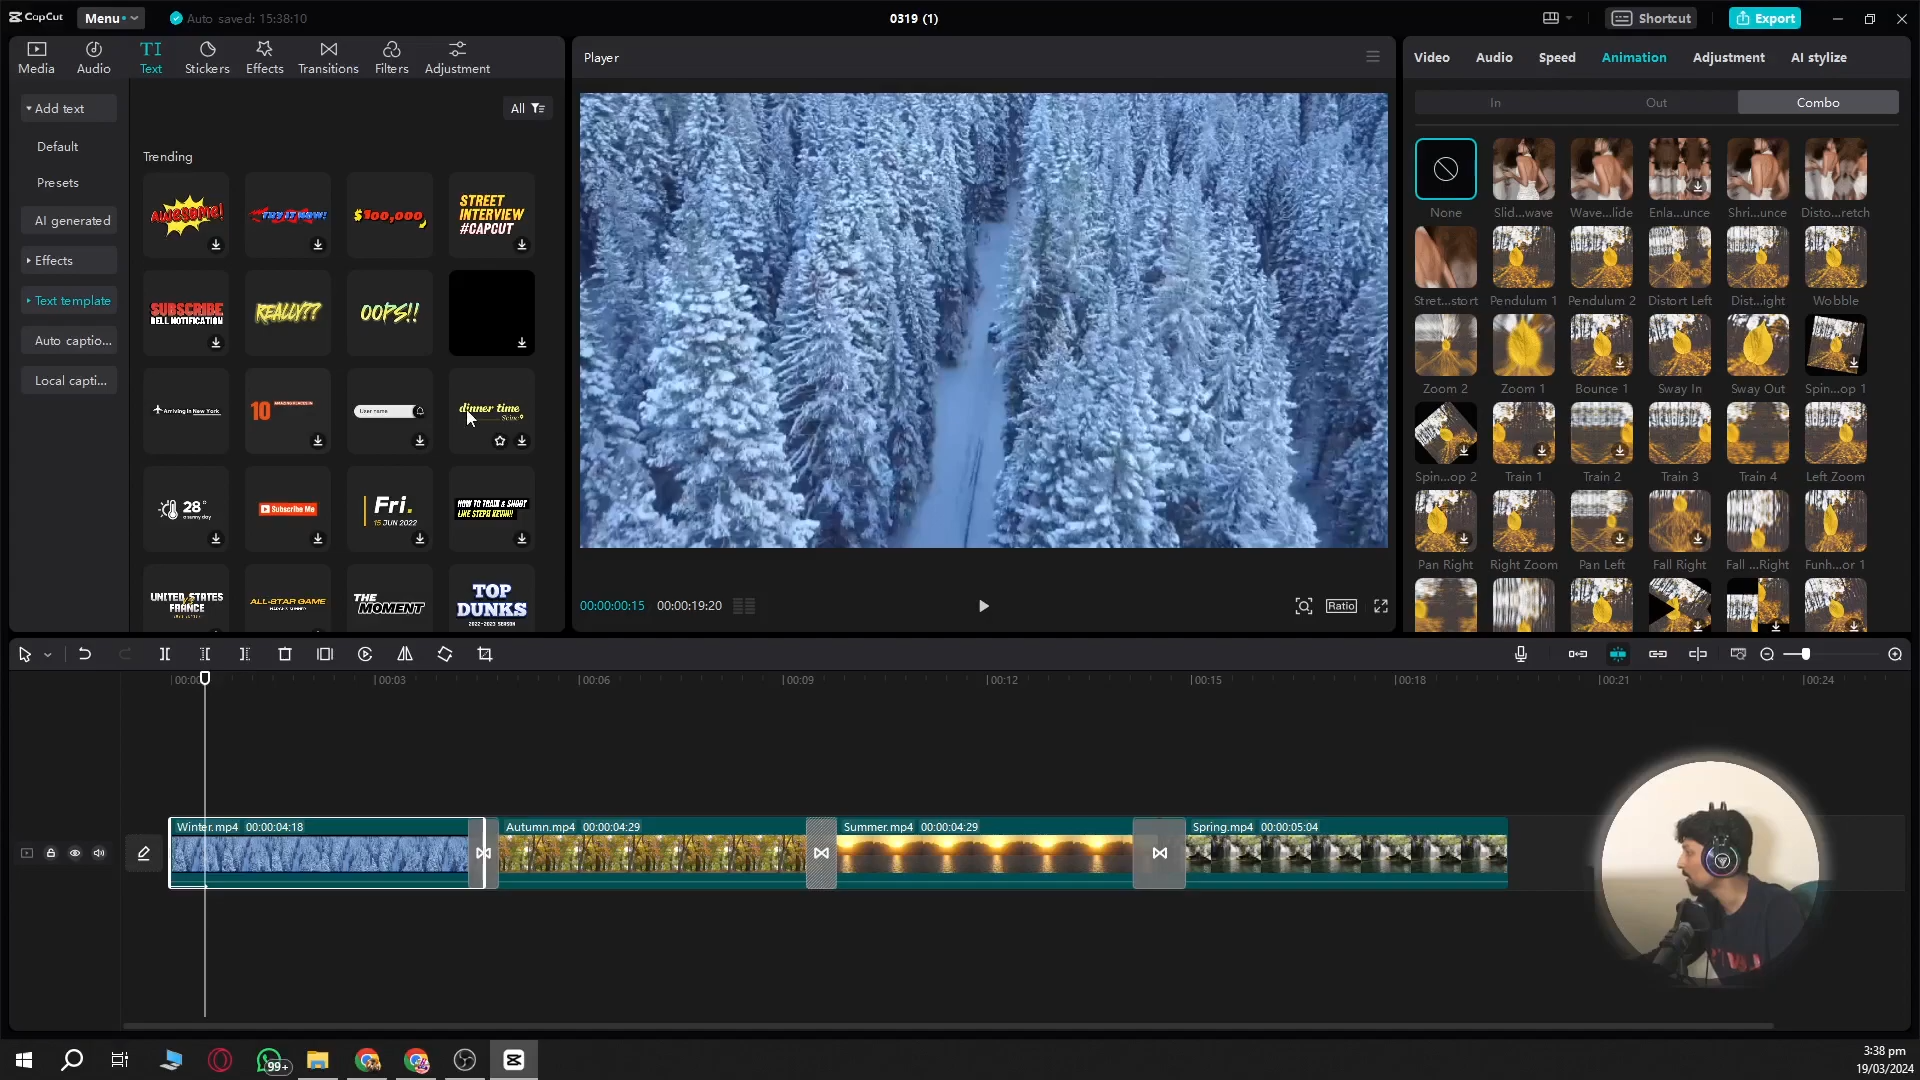 CapCut
Menu
Auto saved: 15:38:10
0319 (1)
Shortcut
Export
Media
Audio
TI
Text
Stickers
Effects
Transitions
Filters
Adjustment
Player
Video
Audio
Speed
Animation
Adjustment
AI stylize
Add text
Default
Presets
AI generated
Effects
Text template
Auto captio...
Local capti...
All
Trending
AWESOME!
TRY IT NOW!
$100,000
STREET
INTERVIEW
#CAPCUT
SUBSCRIBE
BELL NOTIFICATION
REALLY??
OOPS!!
Arriving in New York
10
AMAZING PLACES IN
User name
dinner time
28°
a sunny day
Subscribe Me
Fri.
15 JUN 2022
HOW TO TRAIN & SHOOT
LIKE STEPH KEVIN!!
UNITED STATES
FRANCE
ALL-STAR GAME
THE
MOMENT
TOP
DUNKS
2022-2023 SEASON
In
Out
Combo
None
Slid...wave
Wave...lide
Enla...unce
Shri...unce
Disto...retch
Stret...stort
Pendulum 1
Pendulum 2
Distort Left
Dist...ight
Wobble
Zoom 2
Zoom 1
Bounce 1
Sway In
Sway Out
Spin...op 1
Spin...op 2
Train 1
Train 2
Train 3
Train 4
Left Zoom
Pan Right
Right Zoom
Pan Left
Fall Right
Fall ...Right
Funh...or 1
00:00:00:15
00:00:19:20
Ratio
00:00
00:03
00:06
00:09
00:12
00:15
00:18
00:21
00:24
Winter.mp4 00:00:04:18
Autumn.mp4 00:00:04:29
Summer.mp4 00:00:04:29
Spring.mp4 00:00:05:04
99+
3:38 pm
19/03/2024